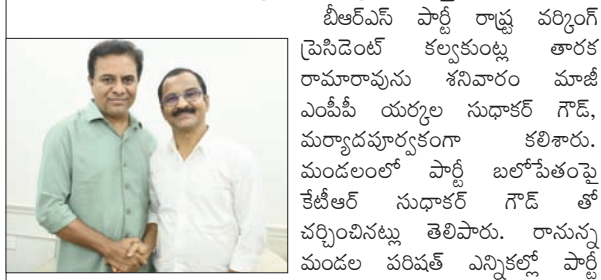 బీఆర్ఎస్ పార్టీ రాష్ట్ర వర్కింగ్
ప్రెసిడెంట్ కల్వకుంట్ల తారక
రామారావును శనివారం మాజీ
ఎంపీపీ యర్కల సుధాకర్ గౌడ్,
మర్యాదపూర్వకంగా కలిశారు.
మండలంలో పార్టీ బలోపేతంపై
కేటీఆర్ సుధాకర్ గౌడ్ తో
చర్చించినట్లు తెలిపారు. రానున్న
మండల పరిషత్ ఎన్నికల్లో పార్టీ